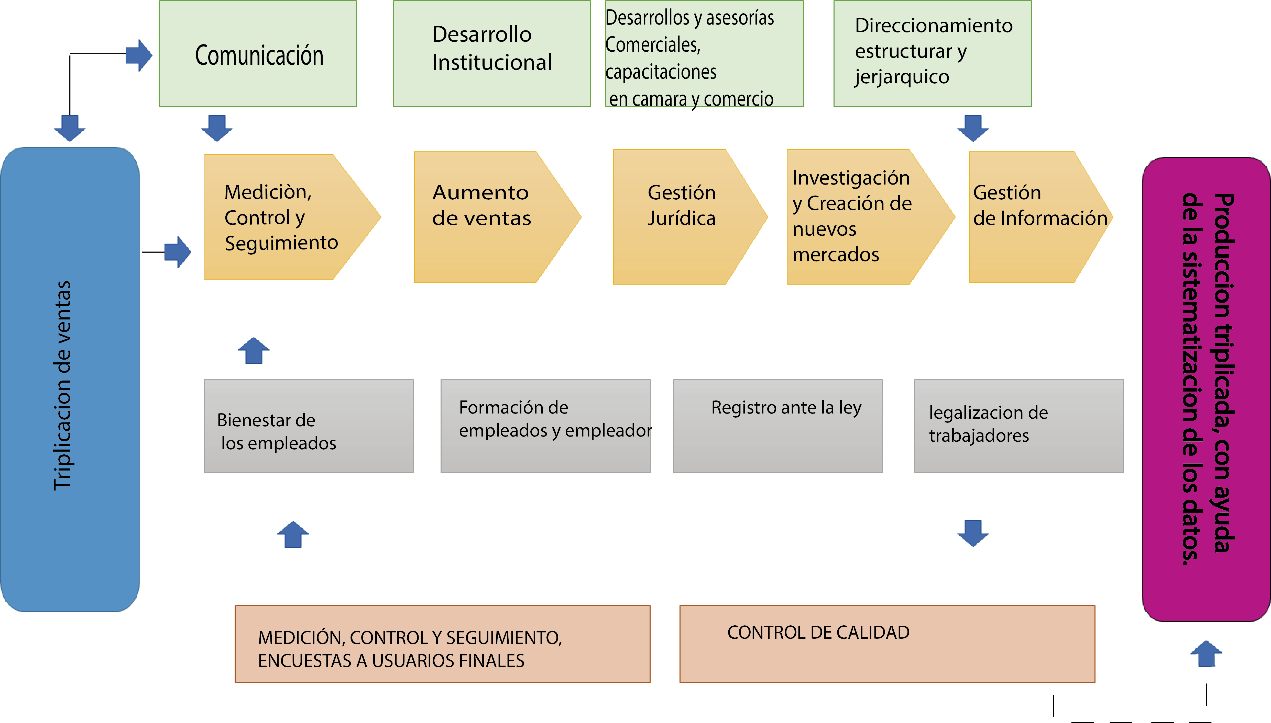 Comunicación
Desarrollo
Institucional
Desarrollos y asesorías
Comerciales,
capacitaciones
en camara y comercio
Direccionamiento
estructurar y
jerjarquico
Triplicacion de ventas
Mediciòn,
Control y
Seguimiento
Aumento
de ventas
Gestión
Jurídica
Investigación
y Creación de
nuevos
mercados
Gestión
de Información
Produccion triplicada, con ayuda
de la sistematizacion de los datos.
Bienestar de
los empleados
Formación de
empleados y empleador
Registro ante la ley
legalizacion de
trabajadores
MEDICIÓN, CONTROL Y SEGUIMIENTO,
ENCUESTAS A USUARIOS FINALES
CONTROL DE CALIDAD